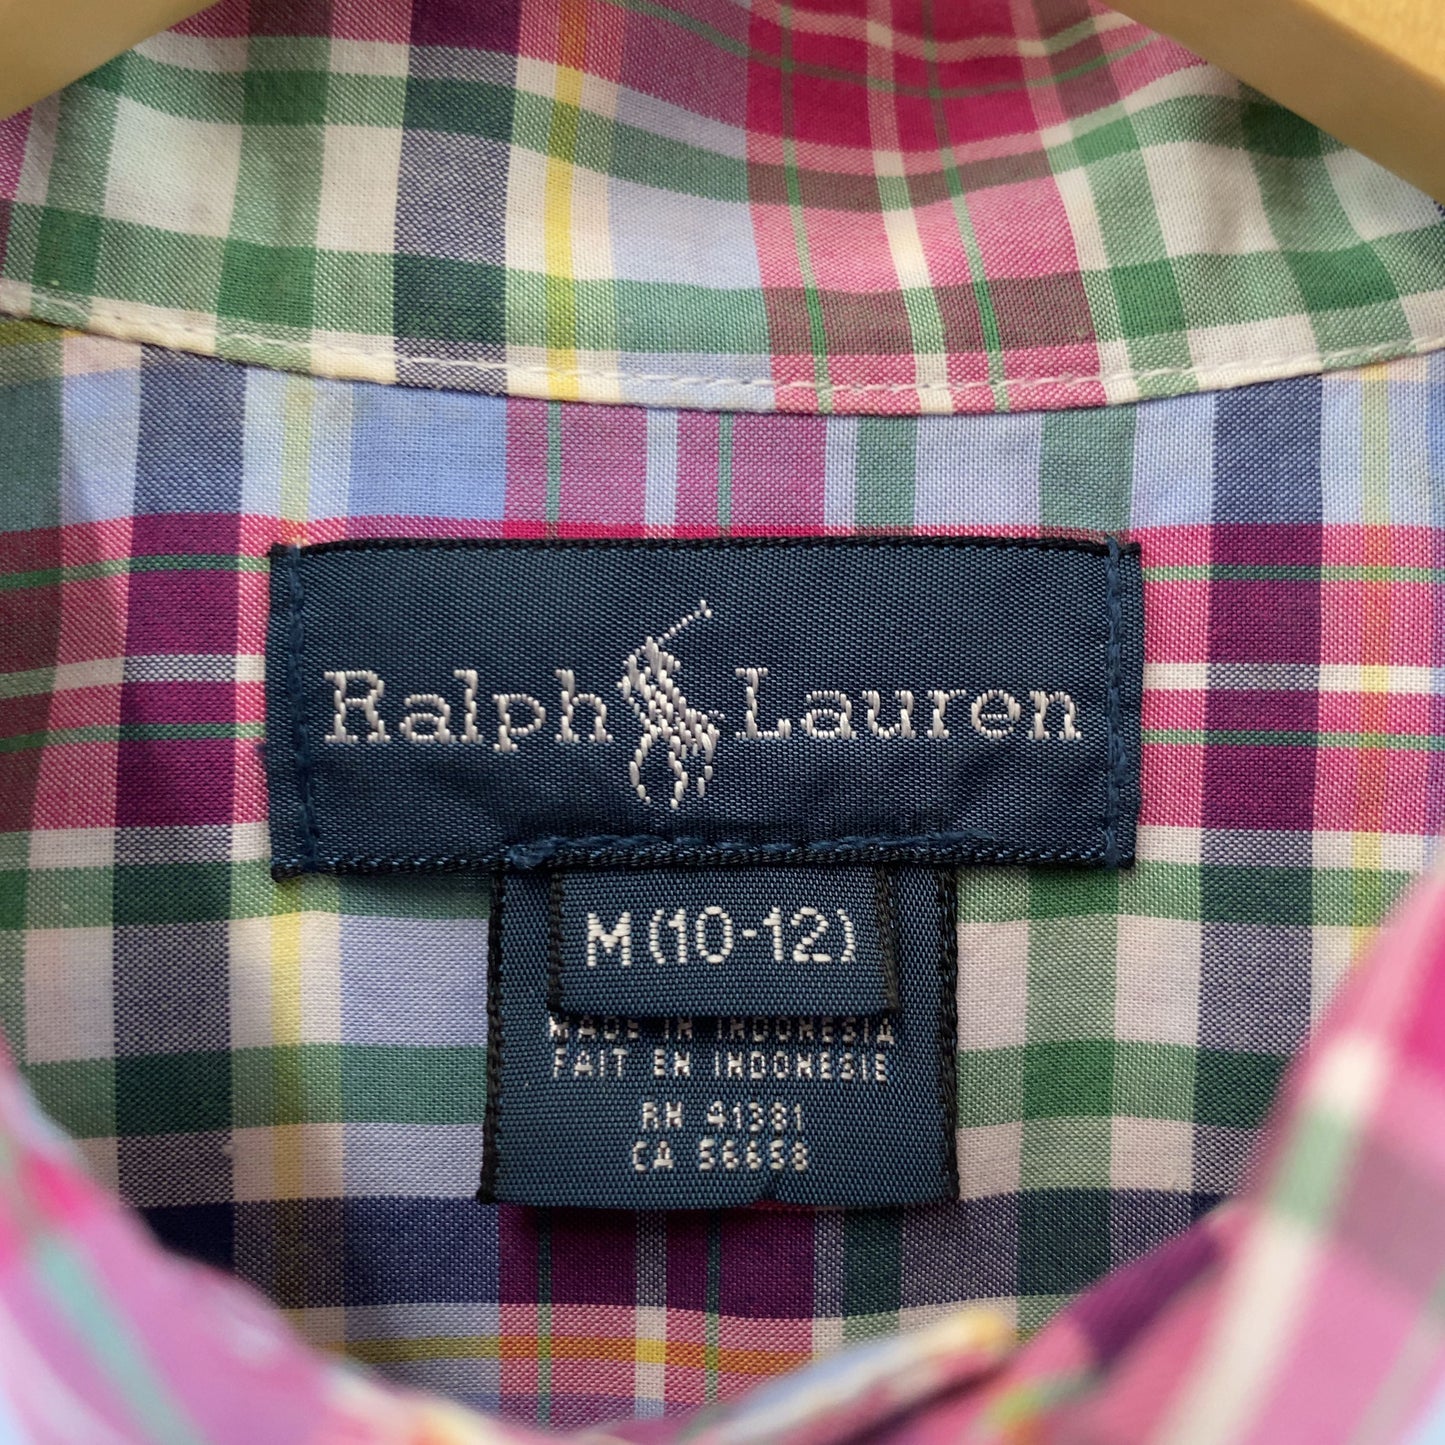 Ralph Lauren
M (10-12)
MADE IN INDONESIA
FAIT EN INDONESIE
RN 41381
CA 56658